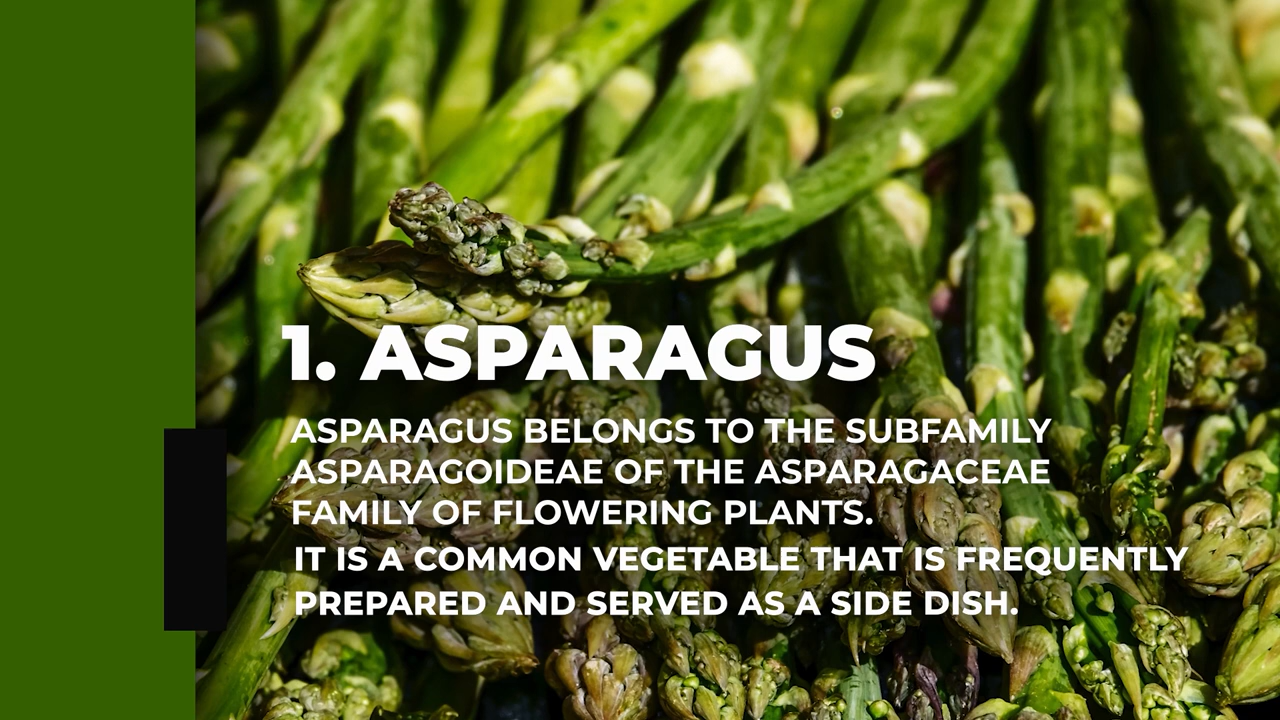 1. ASPARAGUS
ASPARAGUS BELONGS TO THE SUBFAMILY
ASPARAGOIDEAE OF THE ASPARAGACEAE
FAMILY OF FLOWERING PLANTS.
IT IS A COMMON VEGETABLE THAT IS FREQUENTLY
PREPARED AND SERVED AS A SIDE DISH.